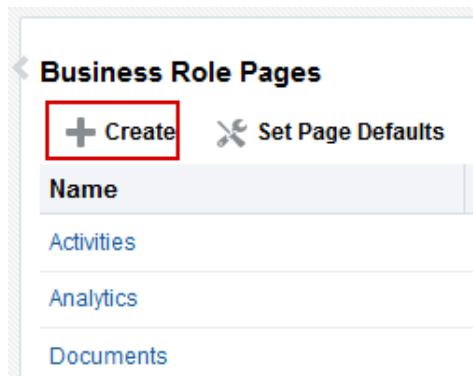 Business Role Pages
Create Set Page Defaults
Name
Activities
Analytics
Documents